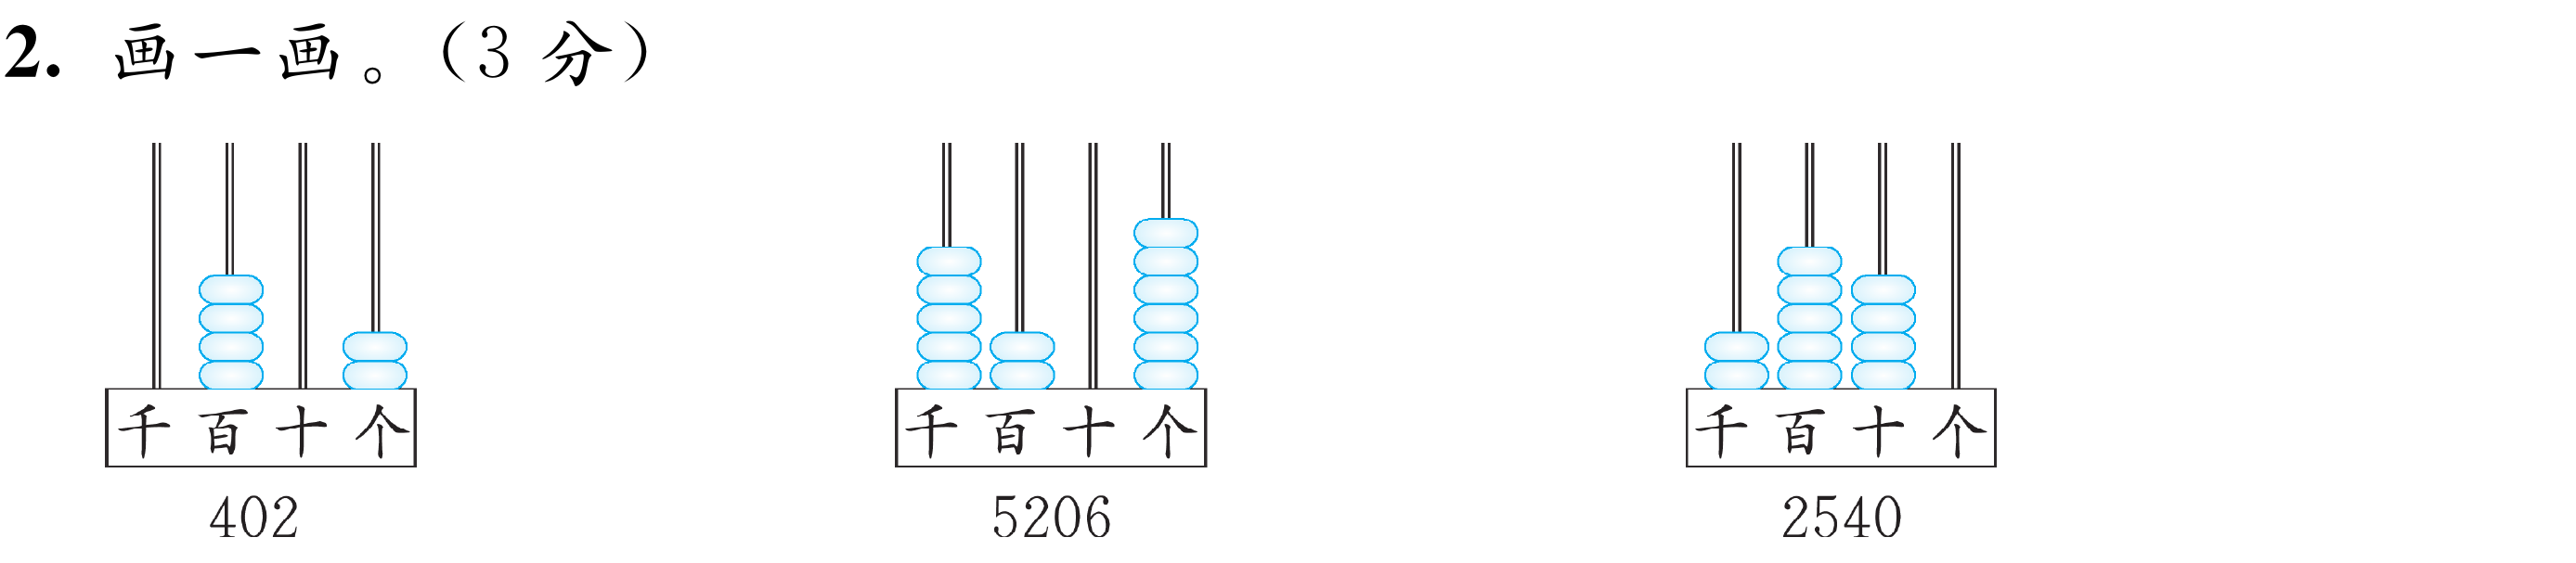 2. 画一画。(3 分)
千 百 十 个
千 百 十 个
千 百 十 个
402
5206
2540